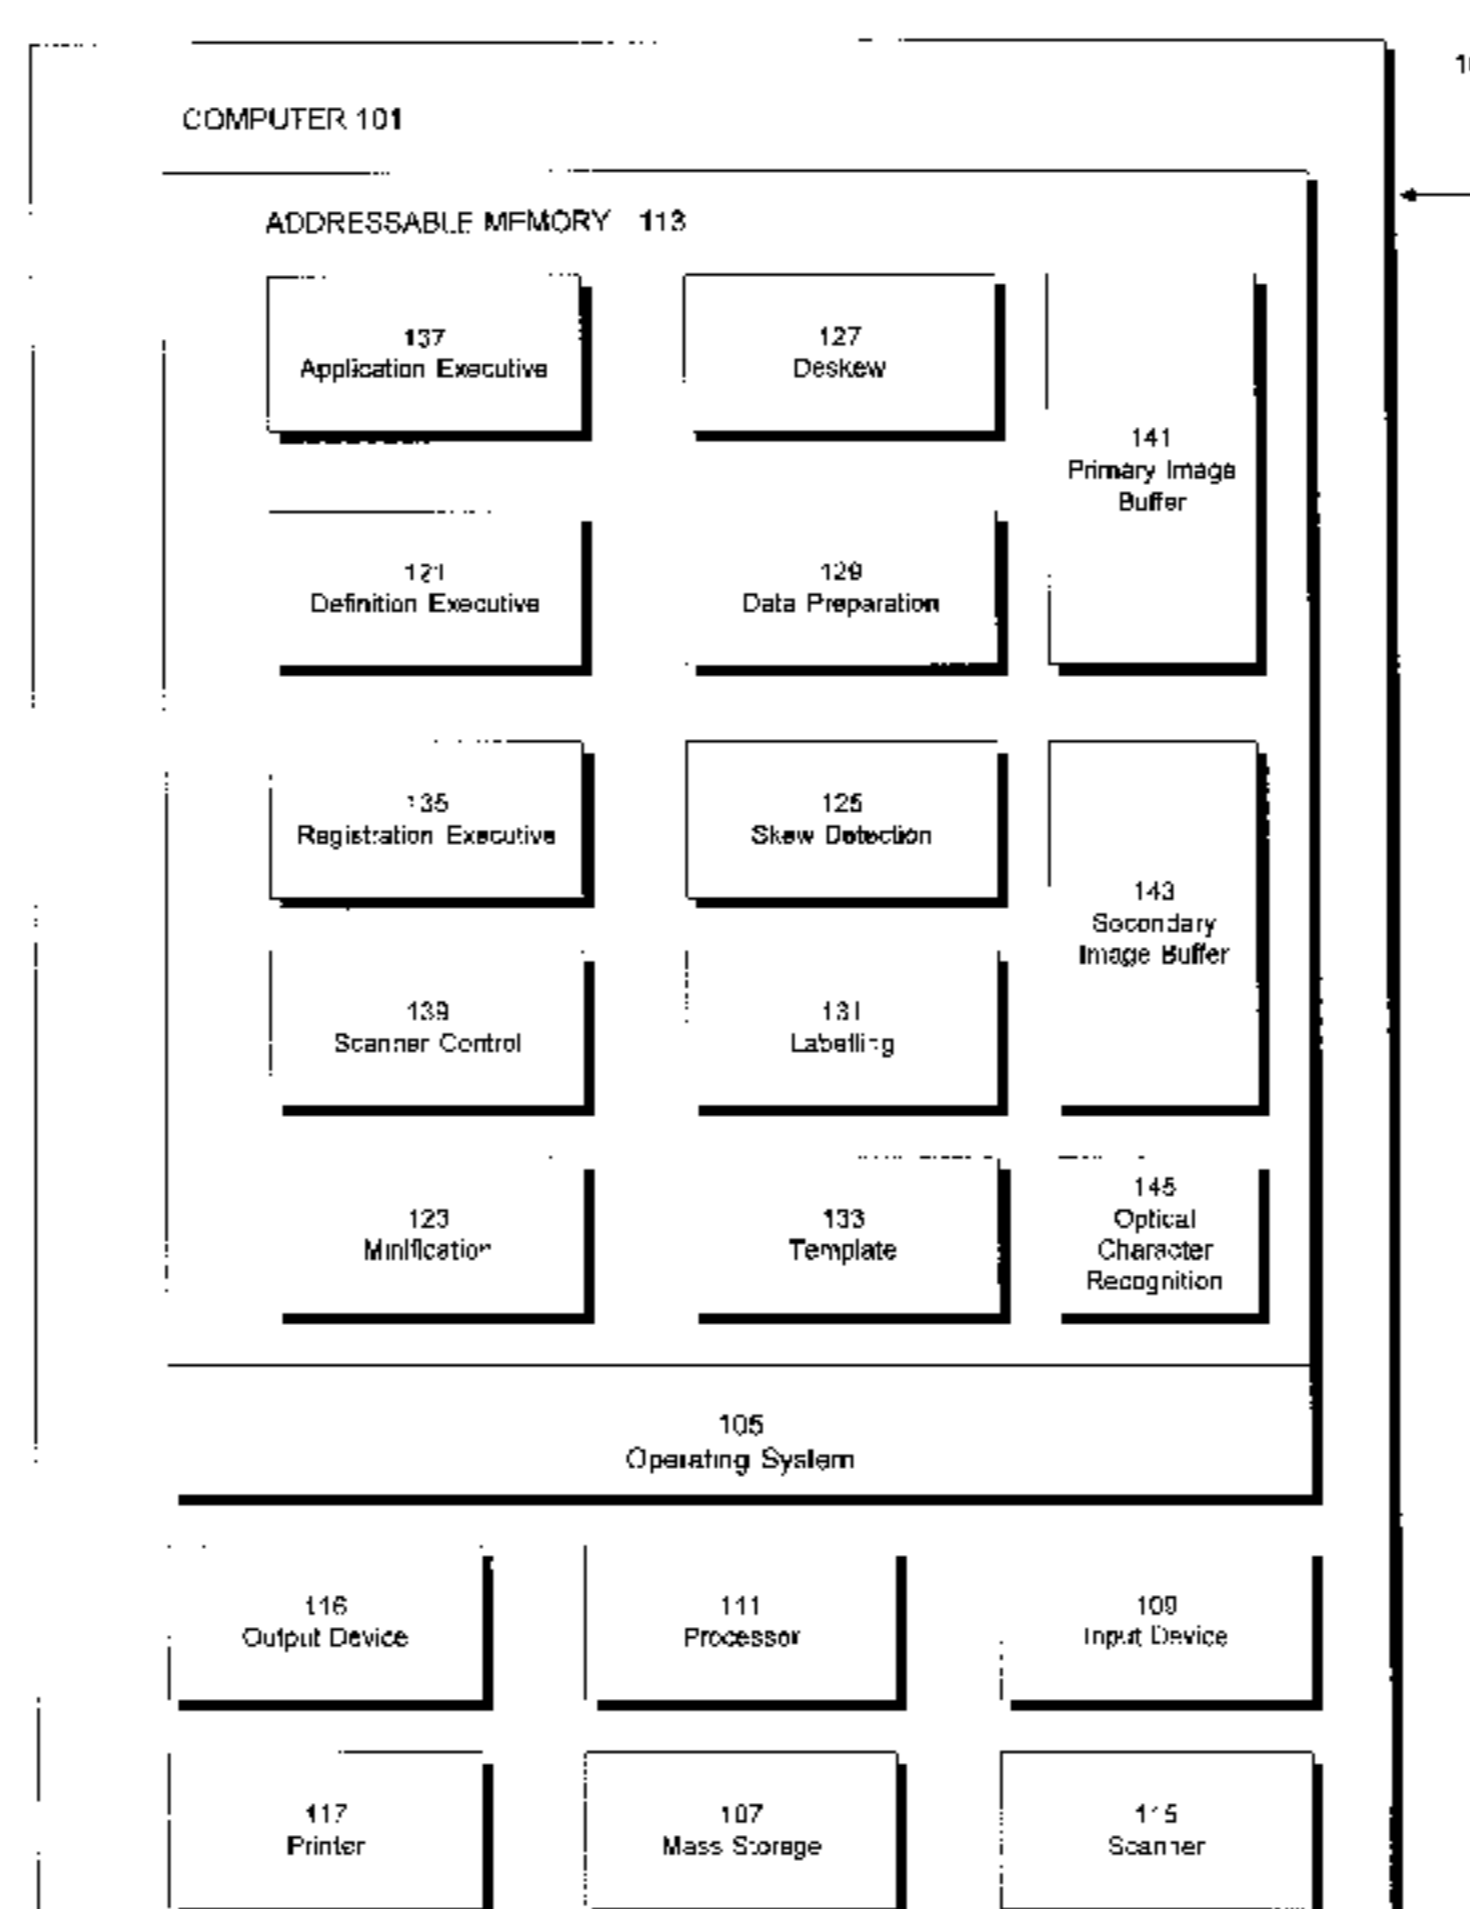 COMPUTER 101
ADDRESSABLE MEMORY 113
137
Application Executive
127
Deskew
141
Primary Image
Buffer
121
Definition Executive
129
Data Preparation
135
Registration Executive
125
Skew Detection
143
Secondary
Image Buffer
139
Scanner Control
131
Labelling
123
Minification
133
Template
145
Optical
Character
Recognition
105
Operating System
116
Output Device
111
Processor
109
Input Device
117
Printer
107
Mass Storage
115
Scanner